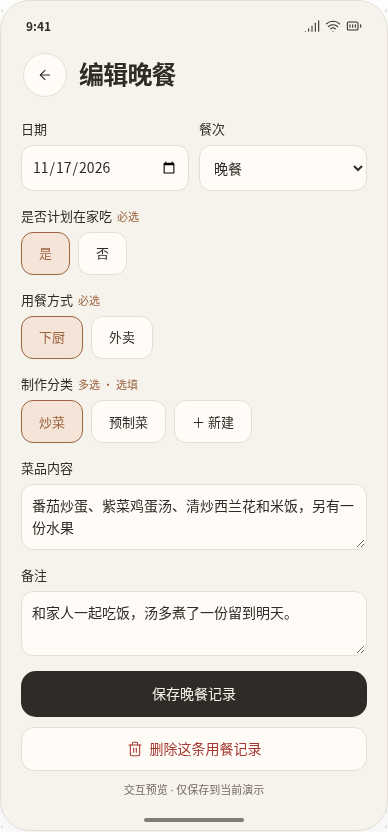 9:41
编辑晚餐
日期 餐次
11/17/2026 晚餐
是否计划在家吃 必选
是 否
用餐方式 必选
下厨 外卖
制作分类 多选 · 选填
炒菜 预制菜 + 新建
菜品内容
番茄炒蛋、紫菜鸡蛋汤、清炒西兰花和米饭，另有一
份水果
备注
和家人一起吃饭，汤多煮了一份留到明天。
保存晚餐记录
删除这条用餐记录
交互预览 · 仅保存到当前演示